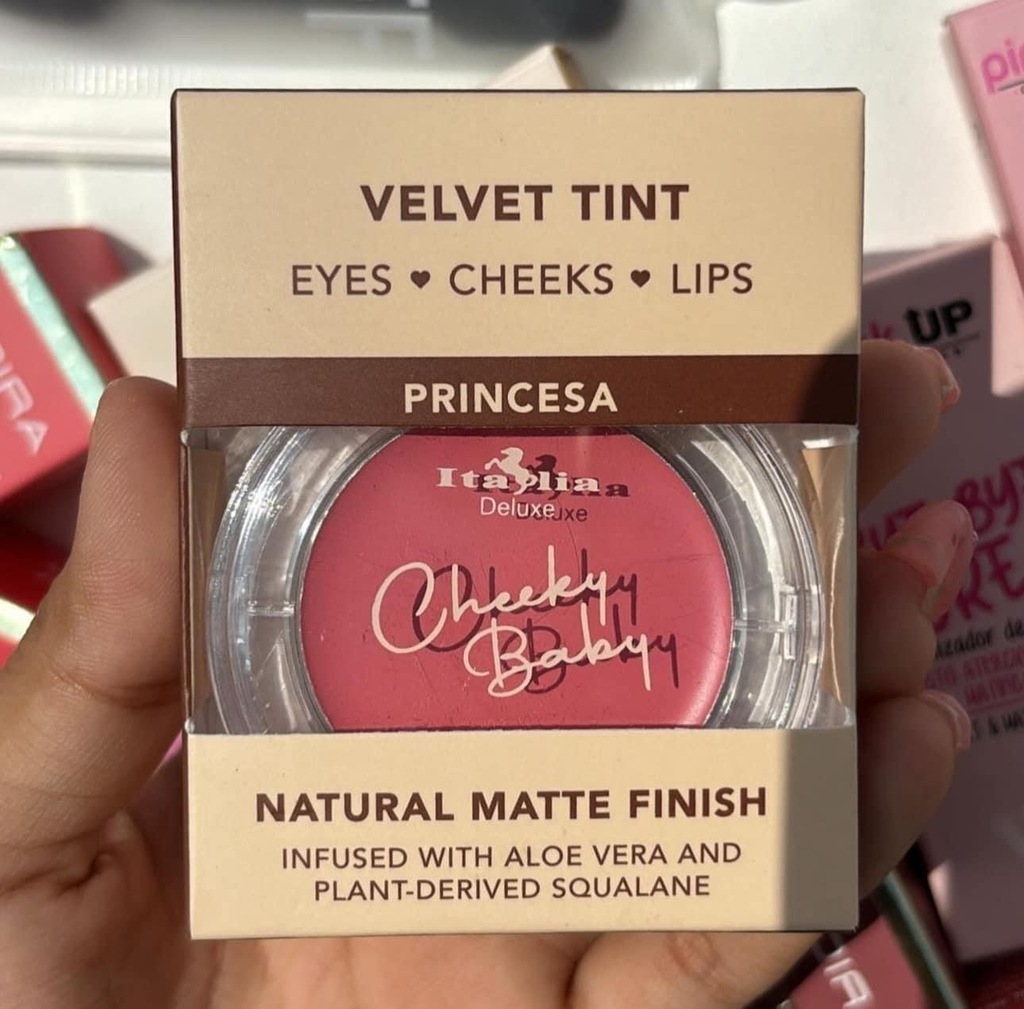 VELVET TINT
EYES ♥ CHEEKS ♥ LIPS
PRINCESA
Italia
Deluxe
Cheeky
Baby
NATURAL MATTE FINISH
INFUSED WITH ALOE VERA AND
PLANT-DERIVED SQUALANE
UP